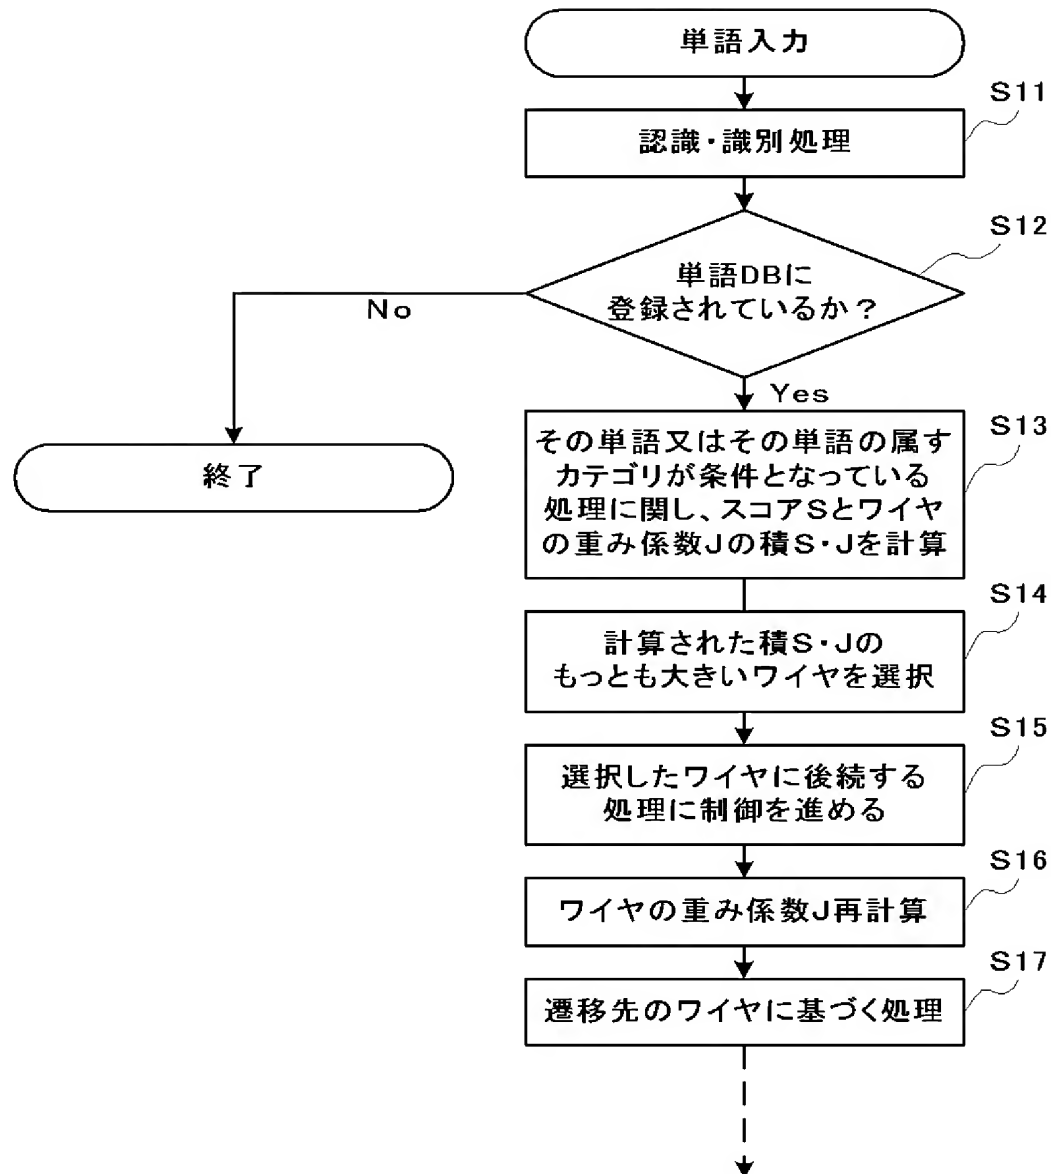 単語入力
S11
認識・識別処理
S12
単語DBに
登録されているか？
No
Yes
S13
その単語又はその単語の属す
カテゴリが条件となっている
処理に関し、スコアSとワイヤ
の重み係数Jの積S・Jを計算
終了
S14
計算された積S・Jの
もっとも大きいワイヤを選択
S15
選択したワイヤに後続する
処理に制御を進める
S16
ワイヤの重み係数J再計算
S17
遷移先のワイヤに基づく処理